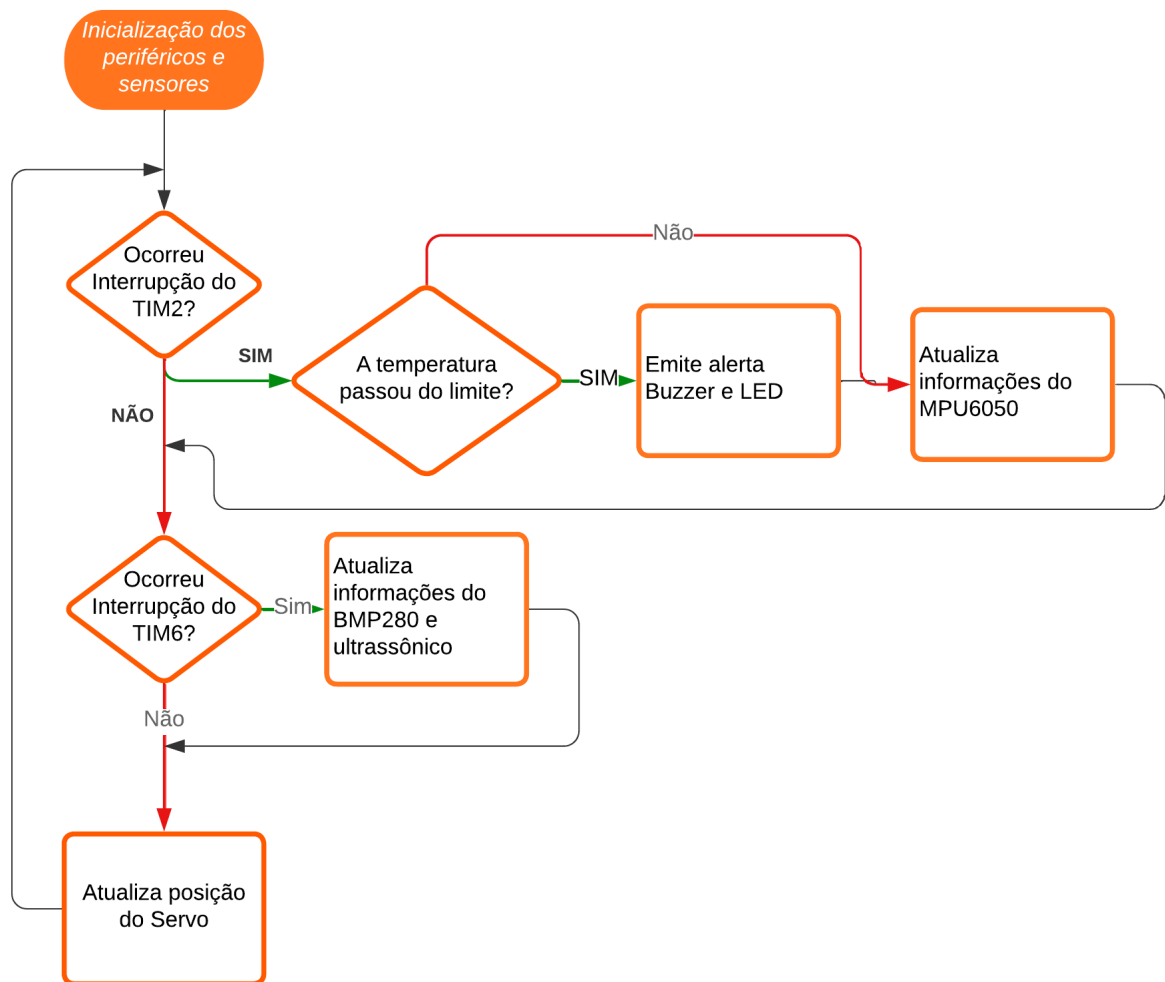 Inicialização dos
periféricos e
sensores
Ocorreu
Interrupção do
TIM2?
SIM
NÃO
A temperatura
passou do limite?
Não
SIM
Emite alerta
Buzzer e LED
Atualiza
informações do
MPU6050
Ocorreu
Interrupção do
TIM6?
Sim
Atualiza
informações do
BMP280 e
ultrassônico
Não
Atualiza posição
do Servo